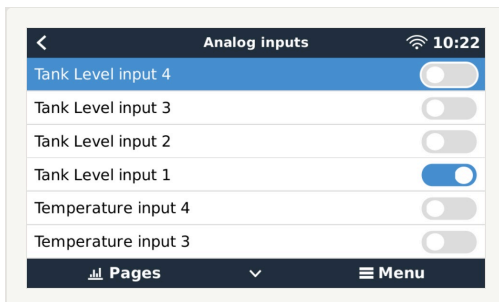 Analog inputs 10:22
Tank Level input 4
Tank Level input 3
Tank Level input 2
Tank Level input 1
Temperature input 4
Temperature input 3
Pages Menu